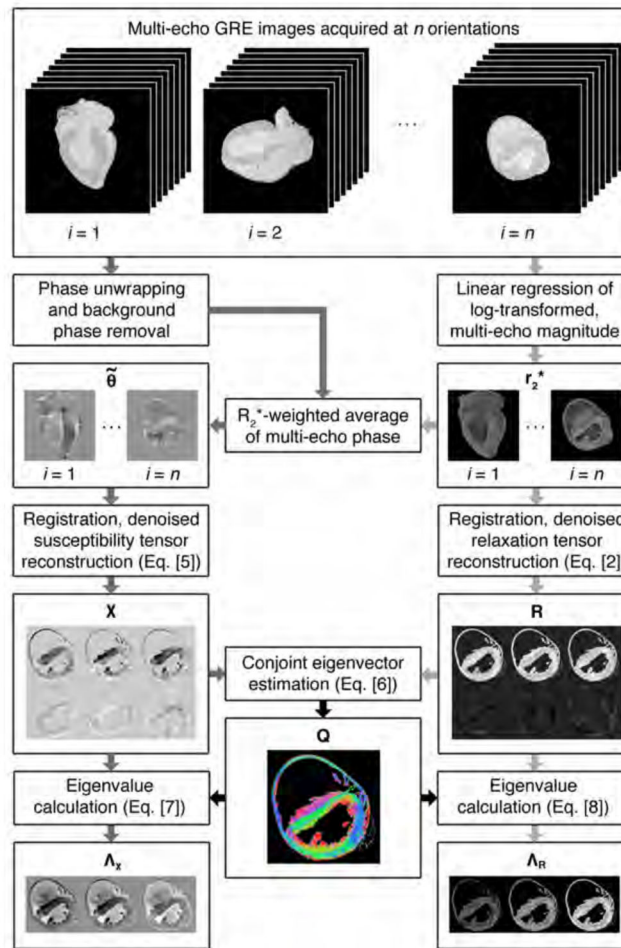 Multi-echo GRE images acquired at n orientations
...
i = 1
i = 2
i = n
Phase unwrapping
and background
phase removal
Linear regression of
log-transformed,
multi-echo magnitude
θ̃
i = 1
...
i = n
R₂*-weighted average
of multi-echo phase
r₂*
i = 1
...
i = n
Registration, denoised
susceptibility tensor
reconstruction (Eq. [5])
Registration, denoised
relaxation tensor
reconstruction (Eq. [2])
X
Conjoint eigenvector
estimation (Eq. [6])
R
Q
Eigenvalue
calculation (Eq. [7])
Eigenvalue
calculation (Eq. [8])
Λχ
ΛR